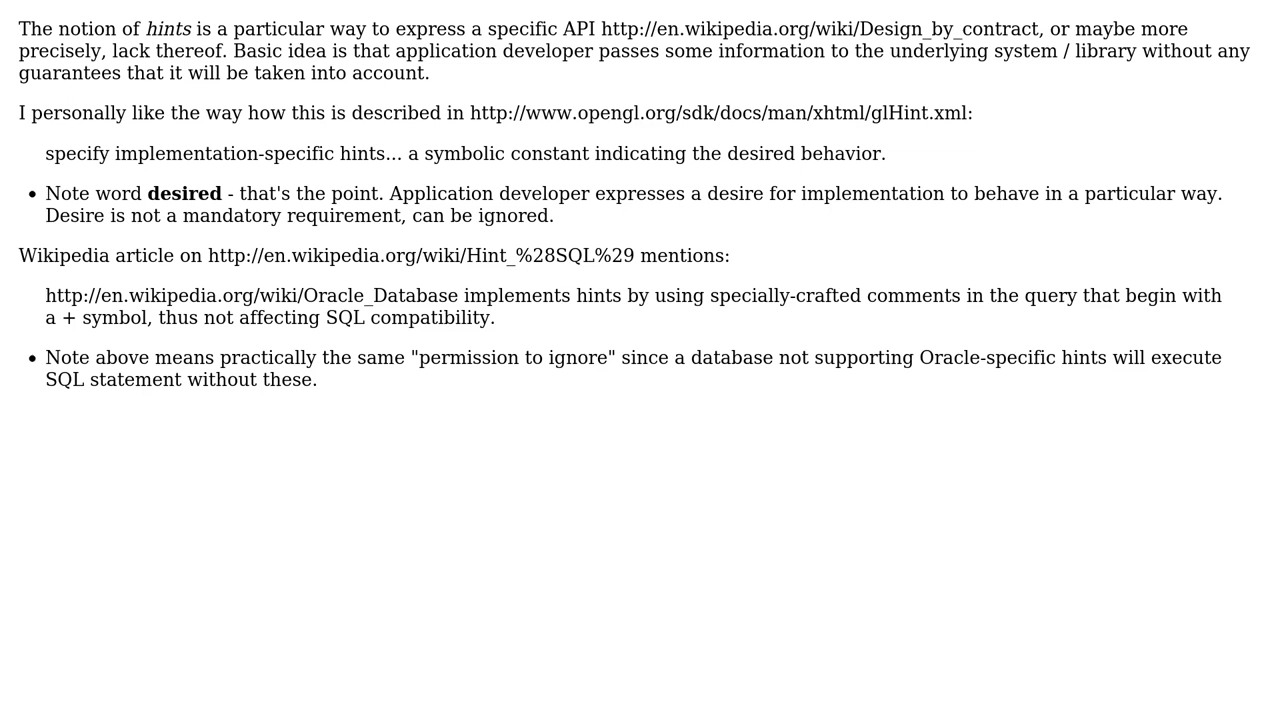 The notion of hints is a particular way to express a specific API http://en.wikipedia.org/wiki/Design_by_contract, or maybe more
precisely, lack thereof. Basic idea is that application developer passes some information to the underlying system / library without any
guarantees that it will be taken into account.
I personally like the way how this is described in http://www.opengl.org/sdk/docs/man/xhtml/glHint.xml:
specify implementation-specific hints... a symbolic constant indicating the desired behavior.
• Note word desired - that's the point. Application developer expresses a desire for implementation to behave in a particular way.
Desire is not a mandatory requirement, can be ignored.
Wikipedia article on http://en.wikipedia.org/wiki/Hint_%28SQL%29 mentions:
http://en.wikipedia.org/wiki/Oracle_Database implements hints by using specially-crafted comments in the query that begin with
a + symbol, thus not affecting SQL compatibility.
• Note above means practically the same "permission to ignore" since a database not supporting Oracle-specific hints will execute
SQL statement without these.